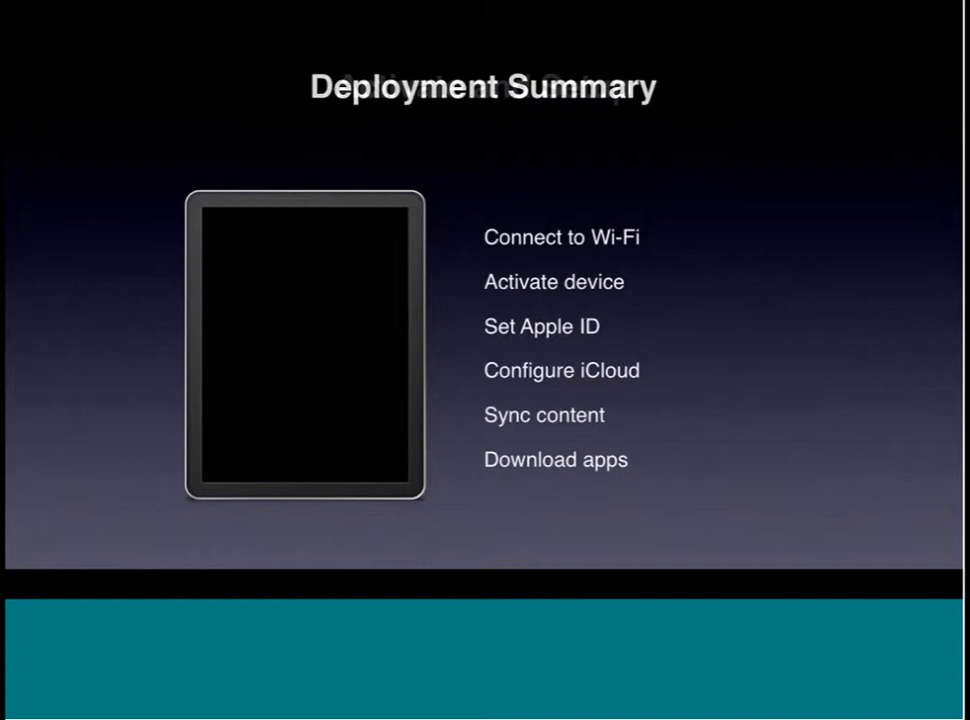 Deployment Summary
Connect to Wi-Fi
Activate device
Set Apple ID
Configure iCloud
Sync content
Download apps